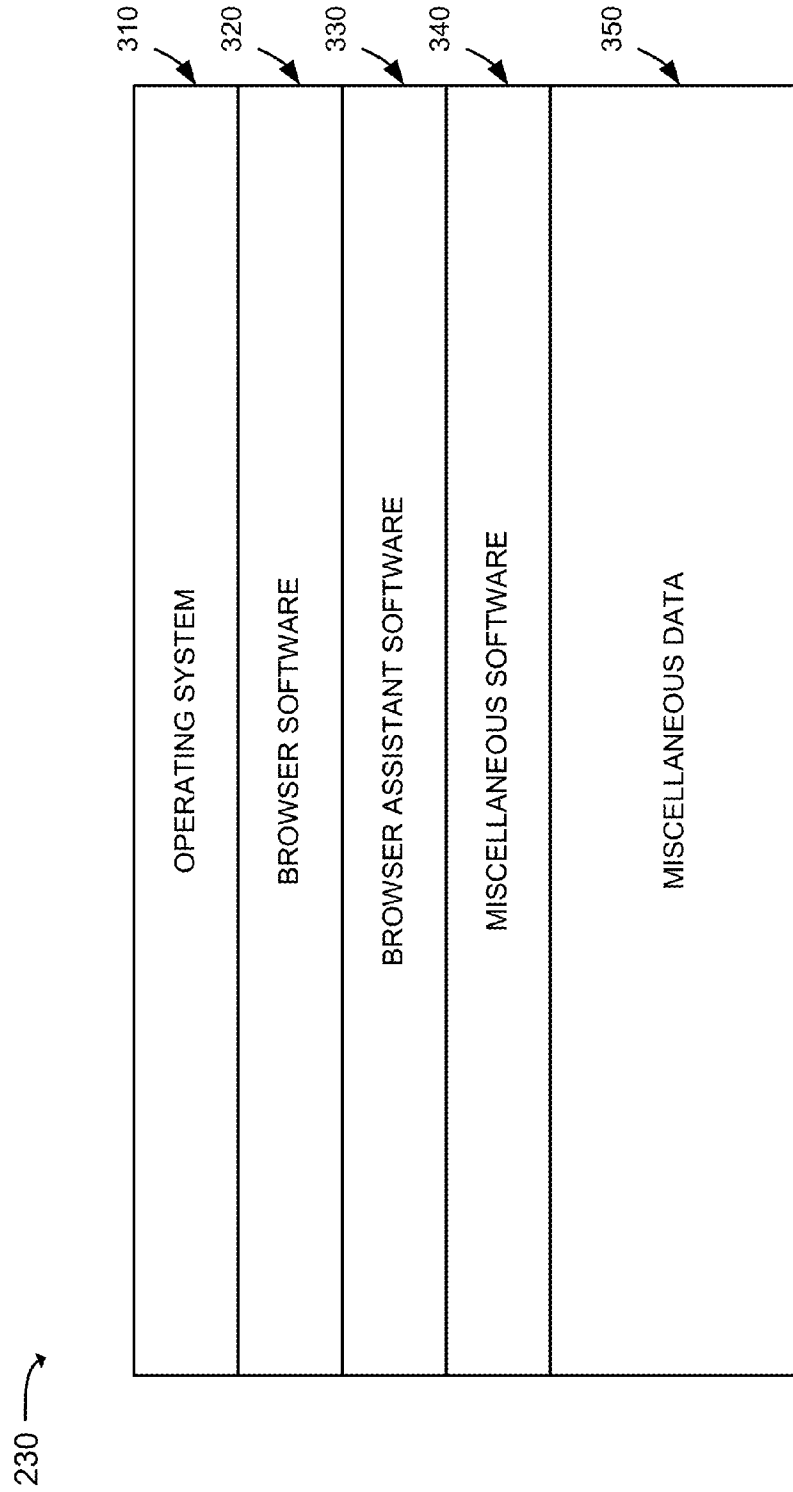 230
OPERATING SYSTEM
310
BROWSER SOFTWARE
320
BROWSER ASSISTANT SOFTWARE
330
MISCELLANEOUS SOFTWARE
340
MISCELLANEOUS DATA
350